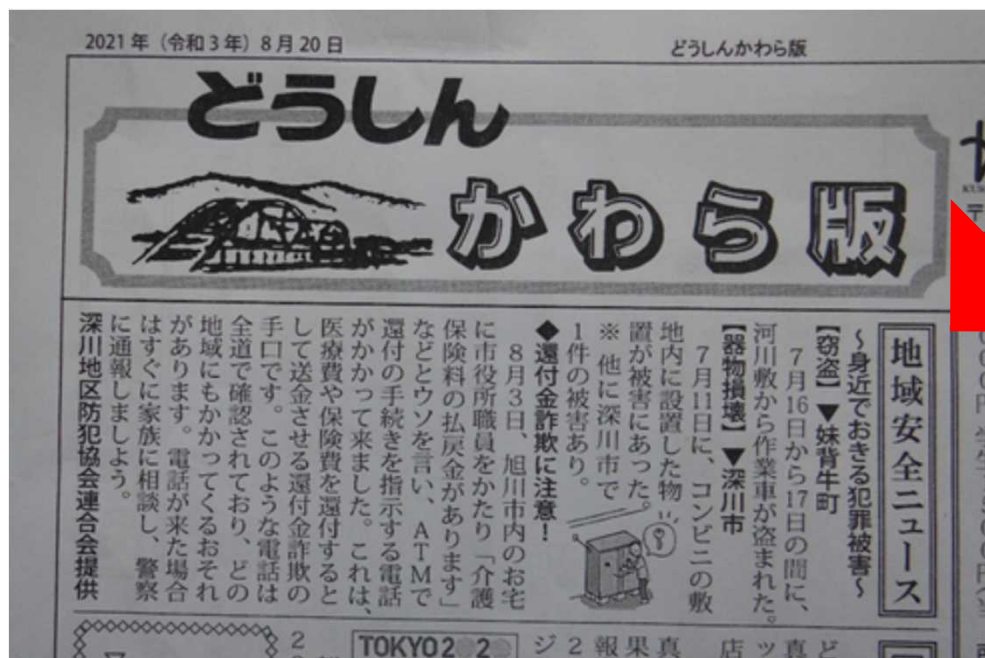 2021年（令和3年）8月20日
どうしんかわら版
どうしん
かわら版
地域安全ニュース
～身近でおきる犯罪被害～
【窃盗】▼妹背牛町
7月16日から17日の間に、
河川敷から作業車が盗まれた。
【器物損壊】▼深川市
7月11日に、コンビニの敷
地内に設置した物
置が被害にあった。
※ 他に深川市で
1件の被害あり。
◆還付金詐欺に注意！
8月3日、旭川市内のお宅
に市役所職員をかたり「介護
保険料の払戻金があります」
などとウソを言い、ATMで
還付の手続きを指示する電話
がかかって来ました。これは、
医療費や保険費を還付すると
して送金させる還付金詐欺の
手口です。このような電話は
全道で確認されており、どの
地域にもかかってくるおそれ
があります。電話が来た場合
はすぐに家族に相談し、警察
に通報しましよう。
深川地区防犯協会連合会提供
TOKYO2020